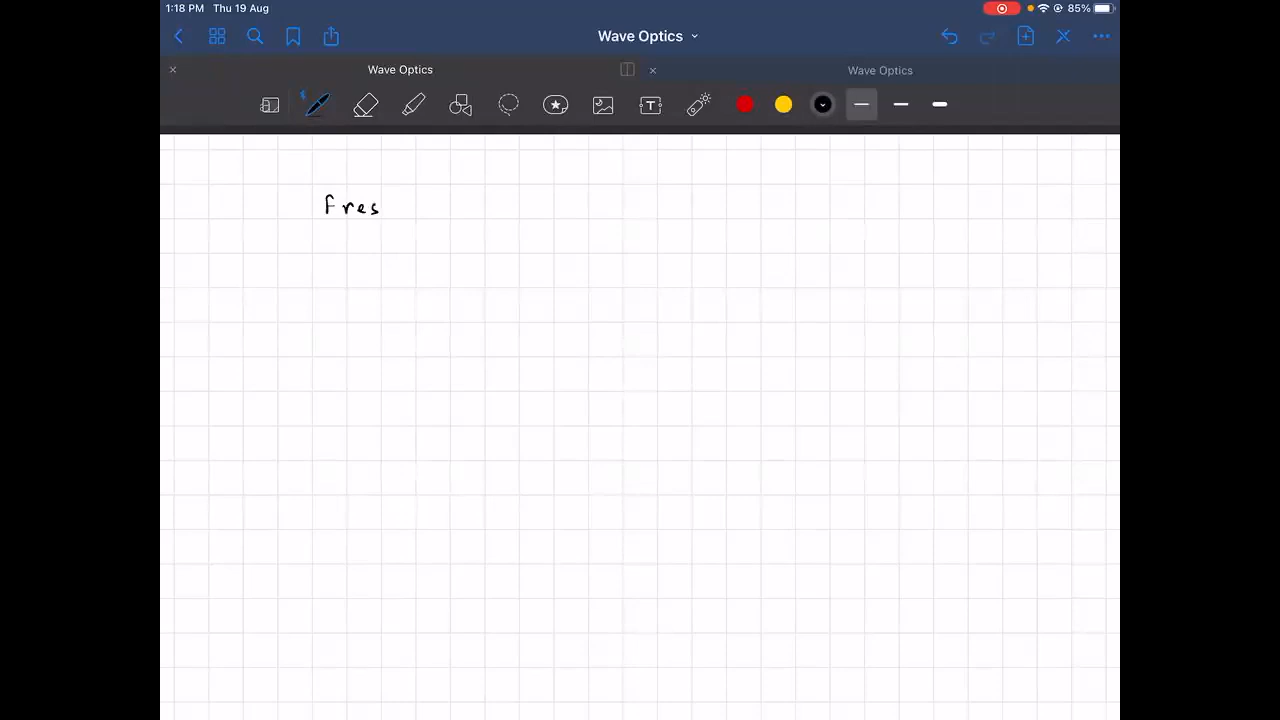 1:18 PM Thu 19 Aug 85%
Wave Optics
Wave Optics Wave Optics
T
fres